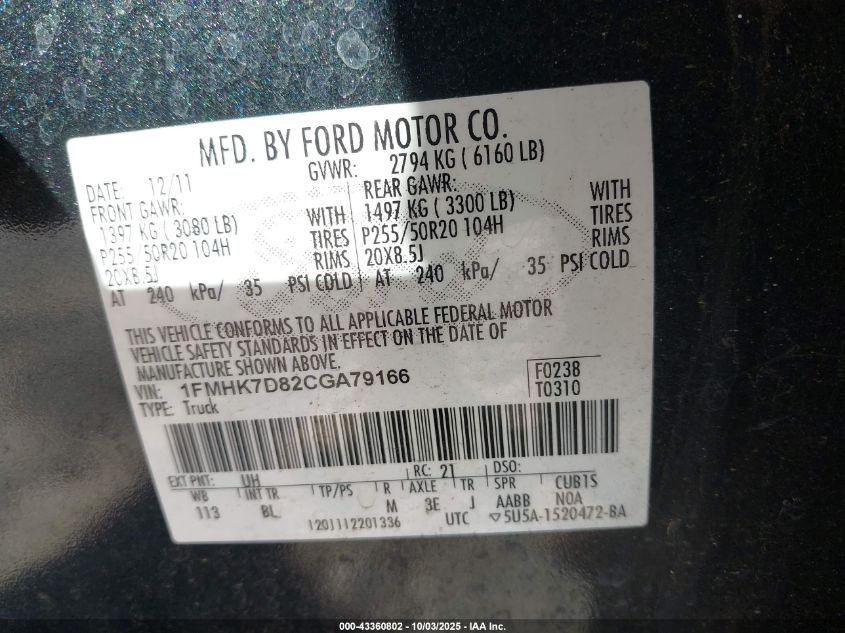 MFD. BY FORD MOTOR CO.
DATE: 12/11 GVWR: 2794 KG ( 6160 LB)
FRONT GAWR: REAR GAWR:
1397 KG ( 3080 LB) WITH 1497 KG ( 3300 LB) WITH
P255/50R20 104H TIRES P255/50R20 104H TIRES
20X8.5J RIMS 20X8.5J RIMS
AT 240 kPa/ 35 PSI COLD AT 240 kPa/ 35 PSI COLD
THIS VEHICLE CONFORMS TO ALL APPLICABLE FEDERAL MOTOR
VEHICLE SAFETY STANDARDS IN EFFECT ON THE DATE OF
MANUFACTURE SHOWN ABOVE.
VIN: 1FMHK7D82CGA79166 F0238
TYPE: Truck T0310
EXT PNT: UH RC: 21 DSO:
WB INT TR TP/PS R AXLE TR SPR CUB1S
113 BL M 3E J AABB NOA
1201112201336 UTC ▽5U5A-1520472-BA
000-43360802 - 10/03/2025 - IAA Inc.